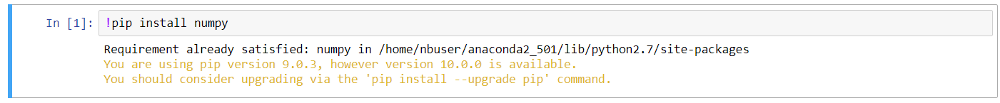 In [1]: !pip install numpy
Requirement already satisfied: numpy in /home/nbuser/anaconda2_501/lib/python2.7/site-packages
You are using pip version 9.0.3, however version 10.0.0 is available.
You should consider upgrading via the 'pip install --upgrade pip' command.